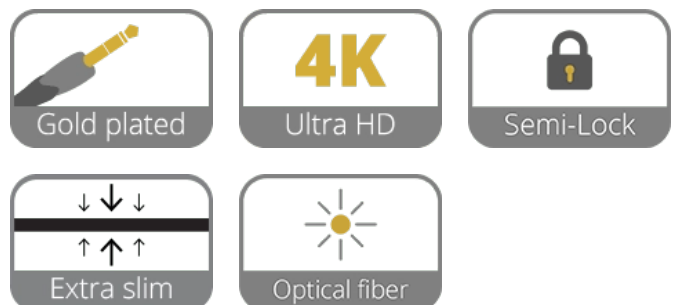 4K
Gold plated
Ultra HD
Semi-Lock
Extra slim
Optical fiber